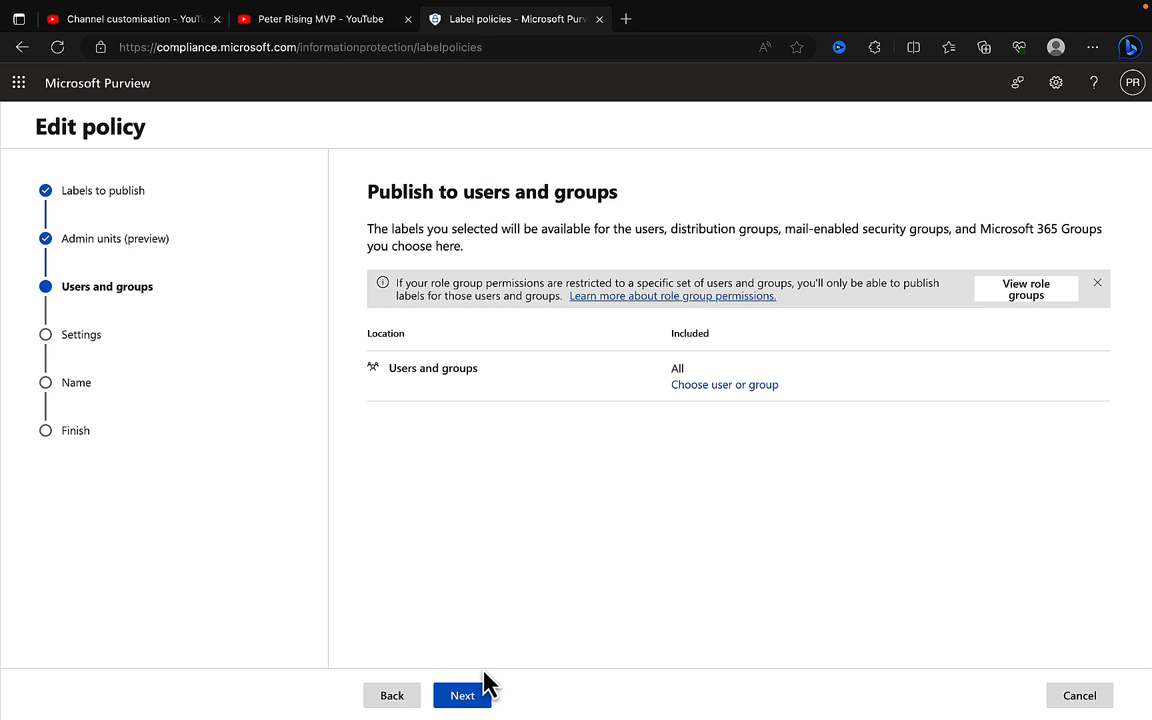 Channel customisation - YouTu
Peter Rising MVP - YouTube
Label policies - Microsoft Purv
https://compliance.microsoft.com/informationprotection/labelpolicies
Microsoft Purview
PR
Edit policy
Labels to publish
Admin units (preview)
Users and groups
Settings
Name
Finish
Publish to users and groups
The labels you selected will be available for the users, distribution groups, mail-enabled security groups, and Microsoft 365 Groups
you choose here.
If your role group permissions are restricted to a specific set of users and groups, you'll only be able to publish
labels for those users and groups. Learn more about role group permissions.
View role
groups
Location
Included
Users and groups
All
Choose user or group
Back
Next
Cancel